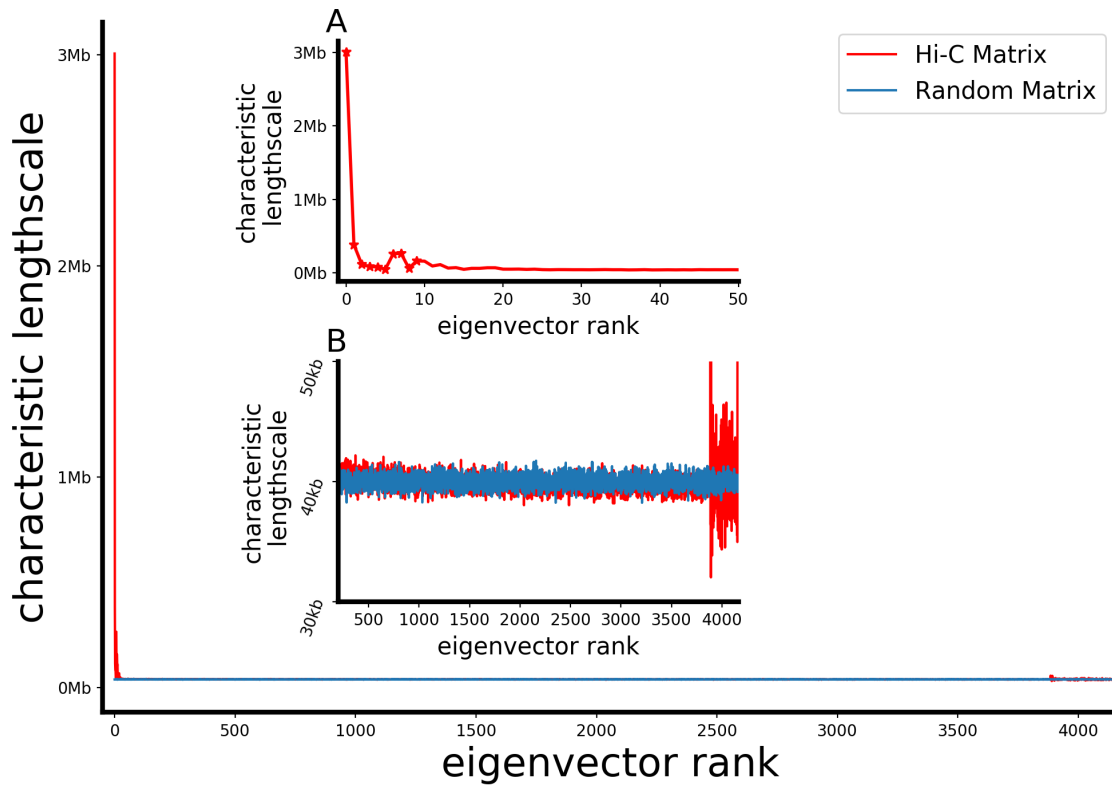 A
Hi-C Matrix
Random Matrix
characteristic lengthscale
3Mb
2Mb
1Mb
0Mb
0
500
1000
1500
2000
2500
3000
3500
4000
eigenvector rank
characteristic
lengthscale
3Mb
2Mb
1Mb
0Mb
0
10
20
30
40
50
eigenvector rank
B
characteristic
lengthscale
50kb
40kb
30kb
500
1000
1500
2000
2500
3000
3500
4000
eigenvector rank